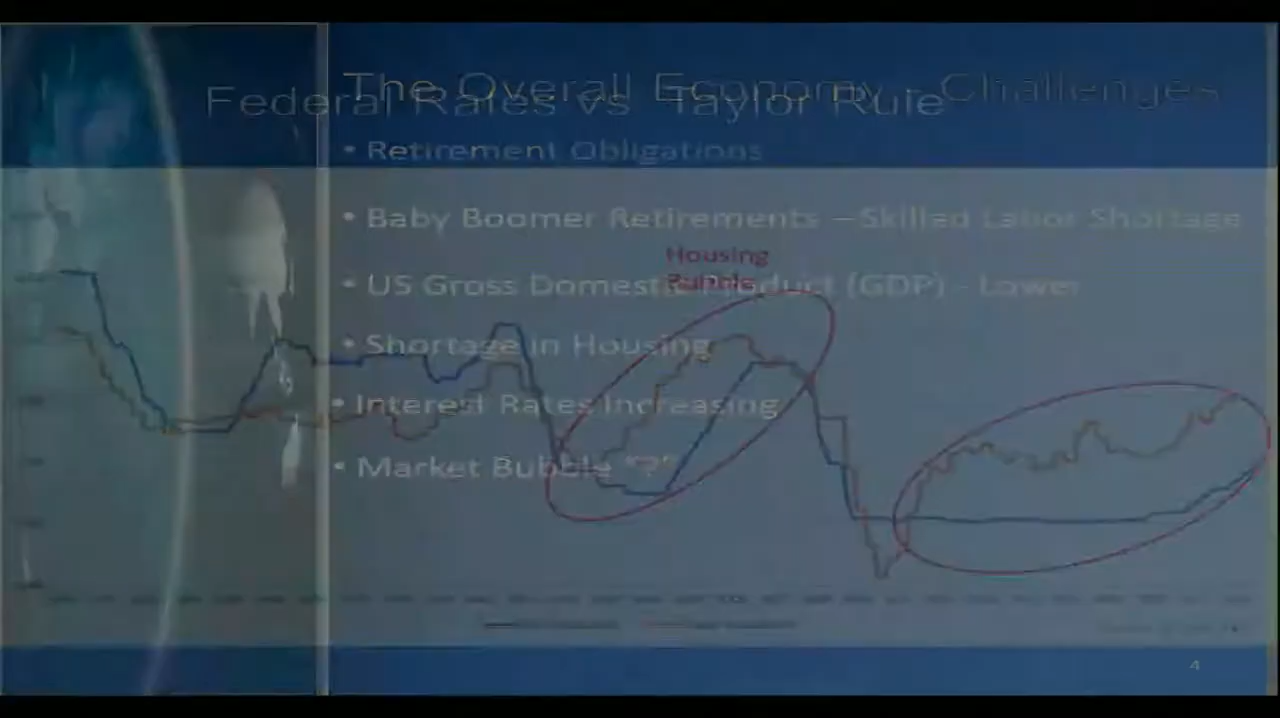 The Overall Economy - Challenges
Federal Rates vs Taylor Rule
• Retirement Obligations
• Baby Boomer Retirements – Skilled Labor Shortage
Housing
Bubble
• US Gross Domestic Product (GDP) - Lower
• Shortage in Housing
• Interest Rates Increasing
• Market Bubble "?"
4